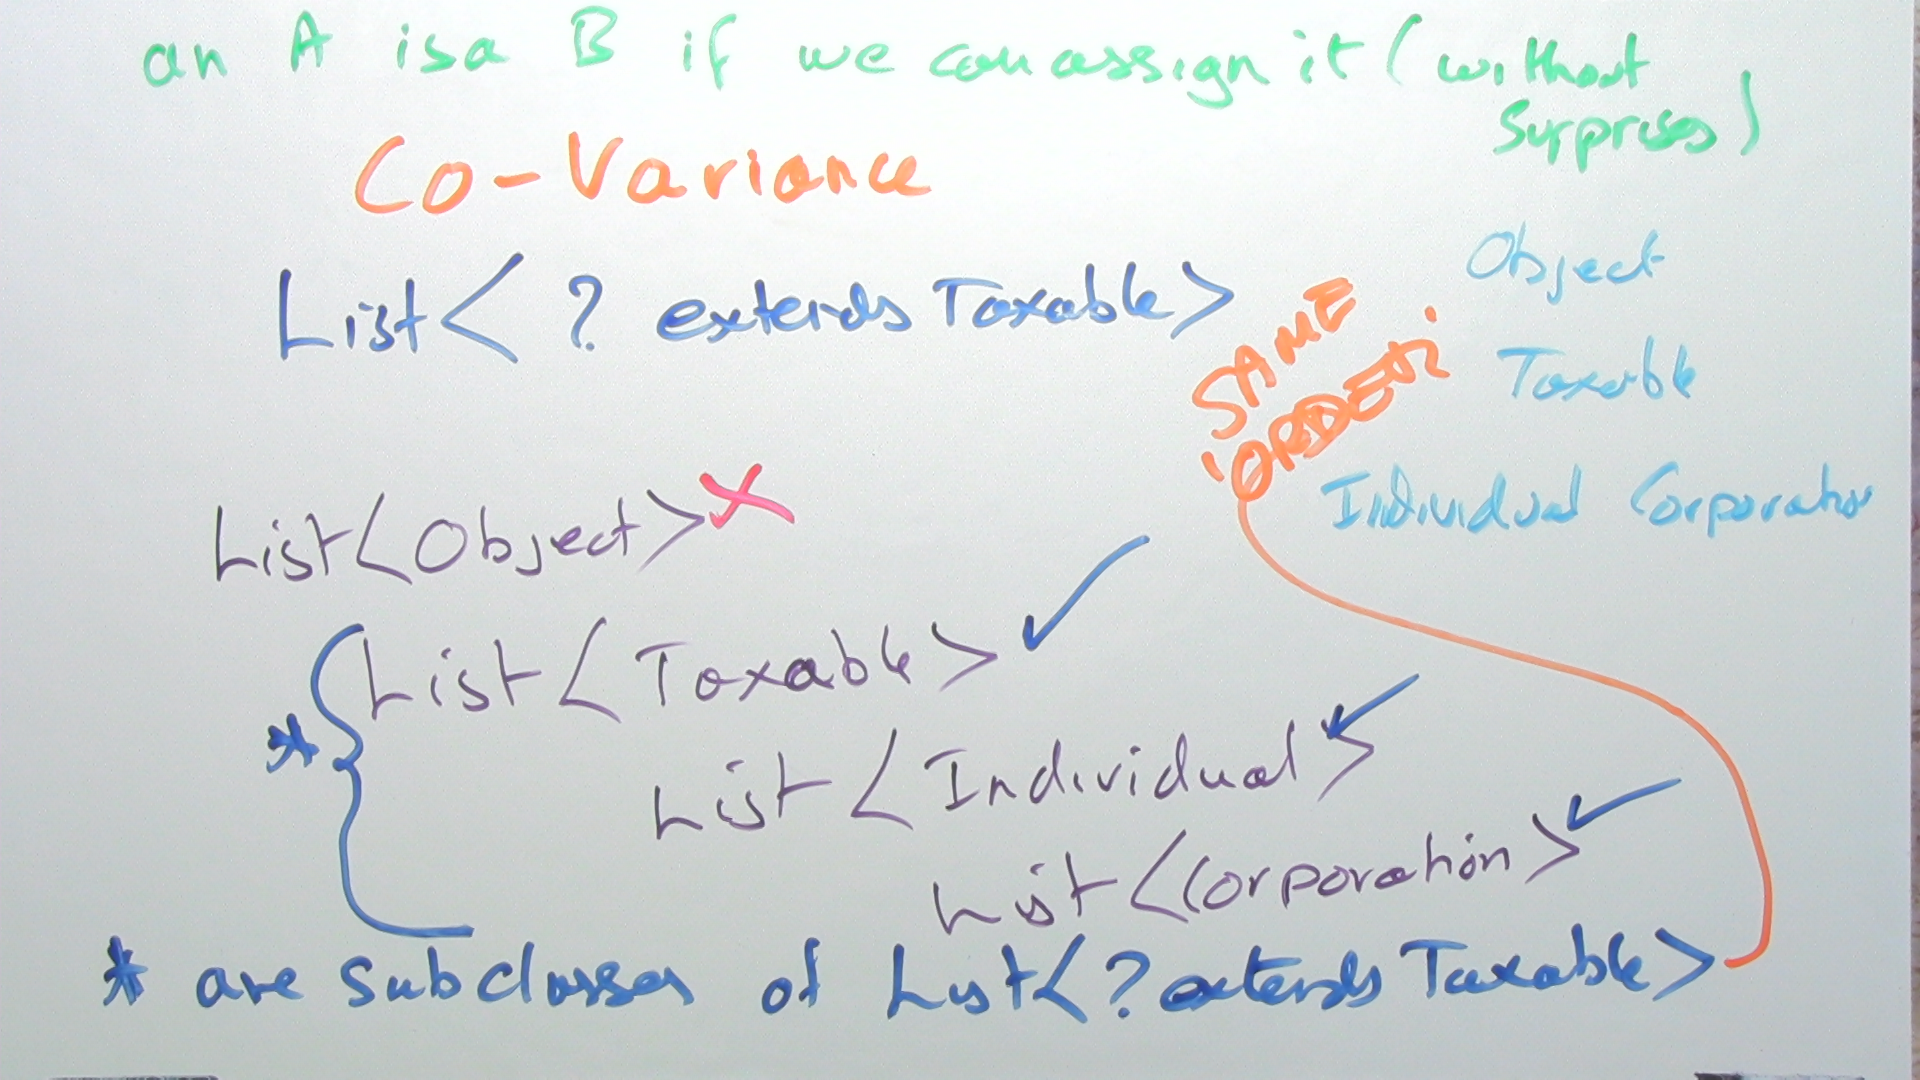 an A is a B if we can assign it (without
surprises)
Co-Variance
List< ? extends Taxable>
SAME
ORDER
Object
Taxable
Individual Corporation
List<Object>
List<Taxable>
List<Individual>
List<Corporation>
*
* are subclasses of List<? extends Taxable>